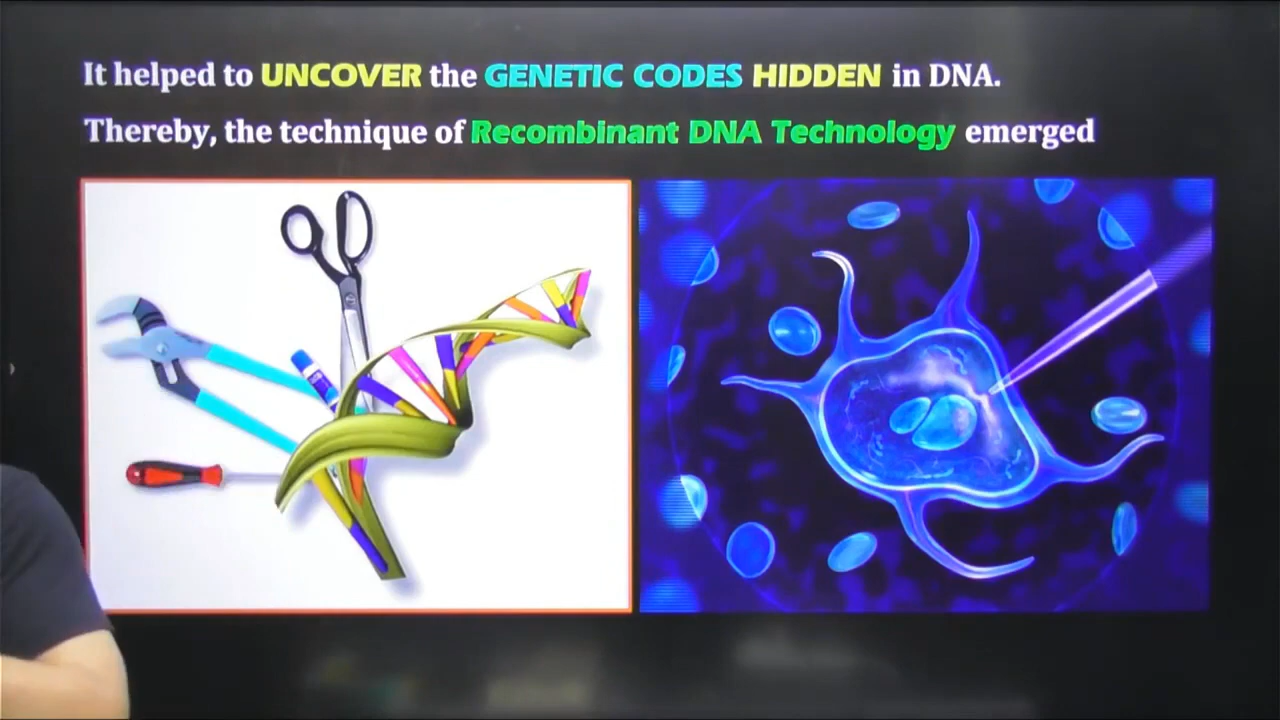 It helped to UNCOVER the GENETIC CODES HIDDEN in DNA.
Thereby, the technique of Recombinant DNA Technology emerged